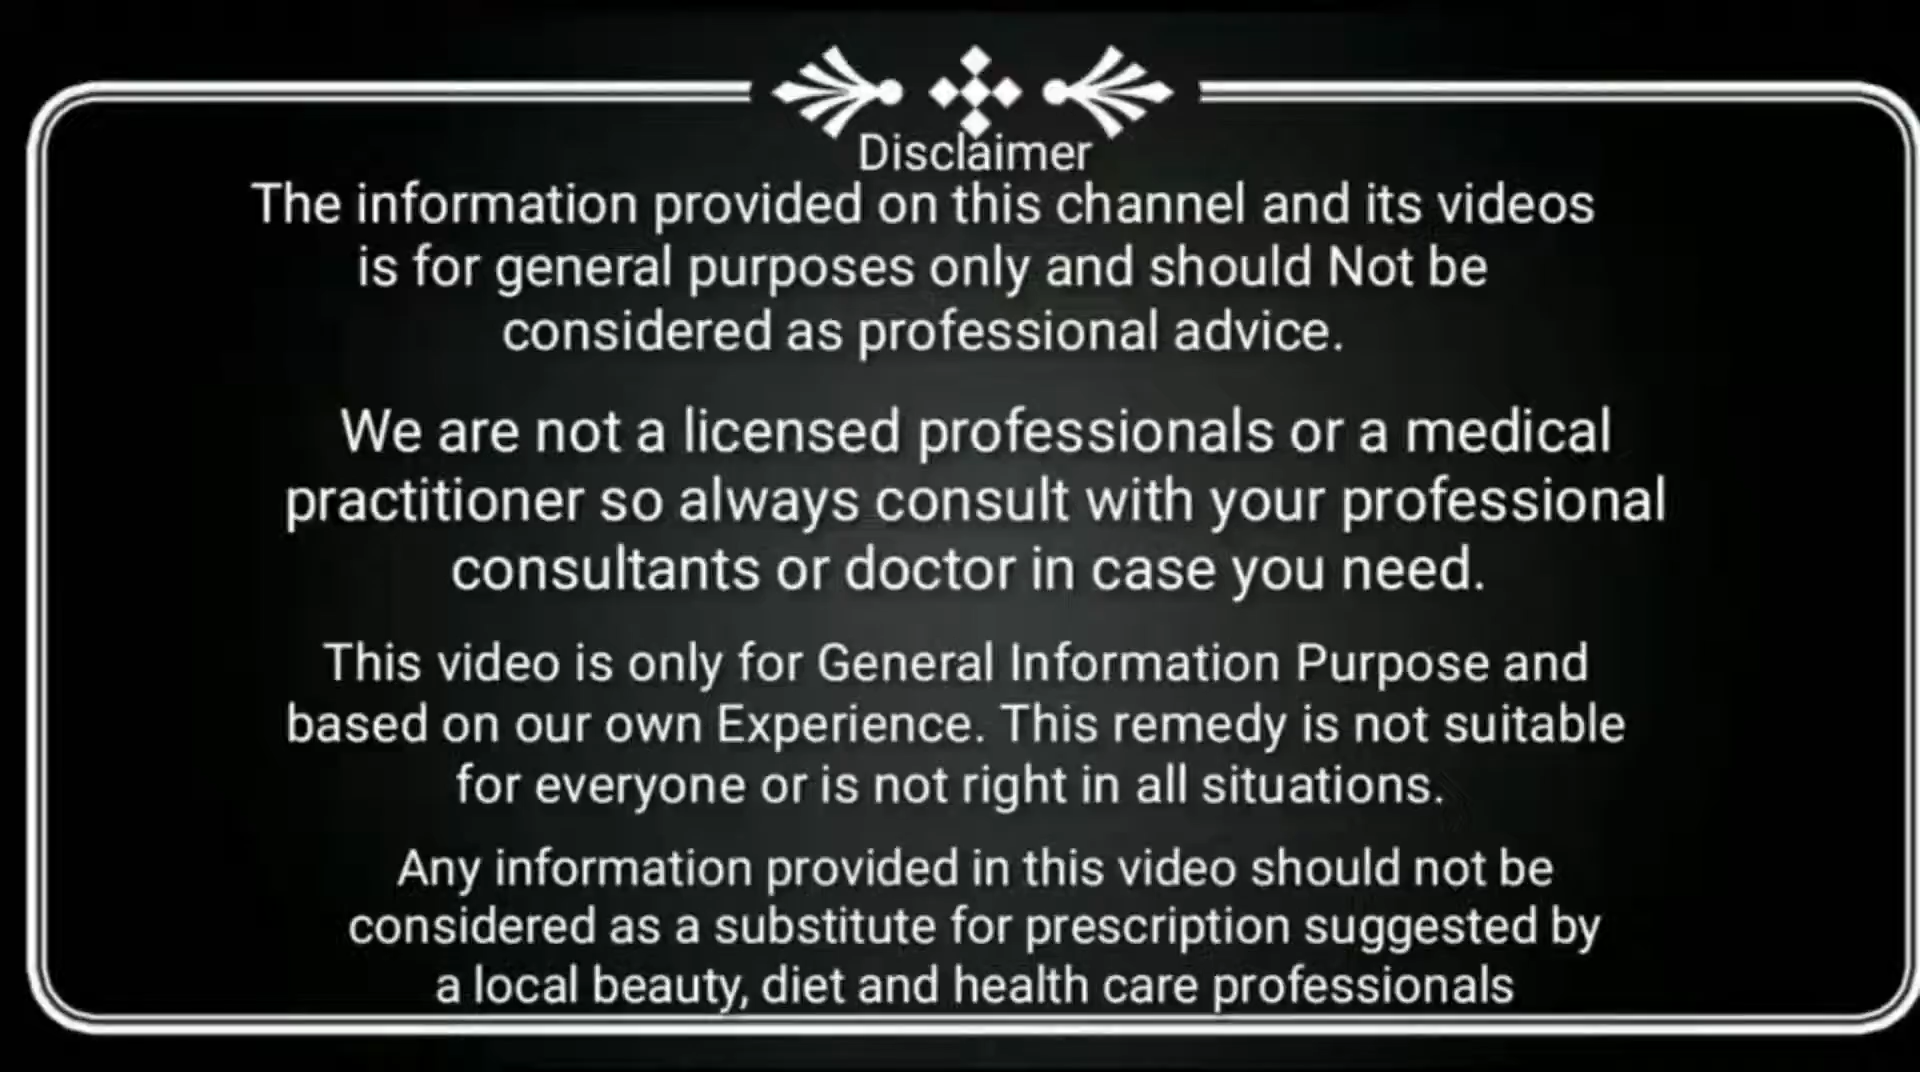 Disclaimer
The information provided on this channel and its videos
is for general purposes only and should Not be
considered as professional advice.
We are not a licensed professionals or a medical
practitioner so always consult with your professional
consultants or doctor in case you need.
This video is only for General Information Purpose and
based on our own Experience. This remedy is not suitable
for everyone or is not right in all situations.
Any information provided in this video should not be
considered as a substitute for prescription suggested by
a local beauty, diet and health care professionals